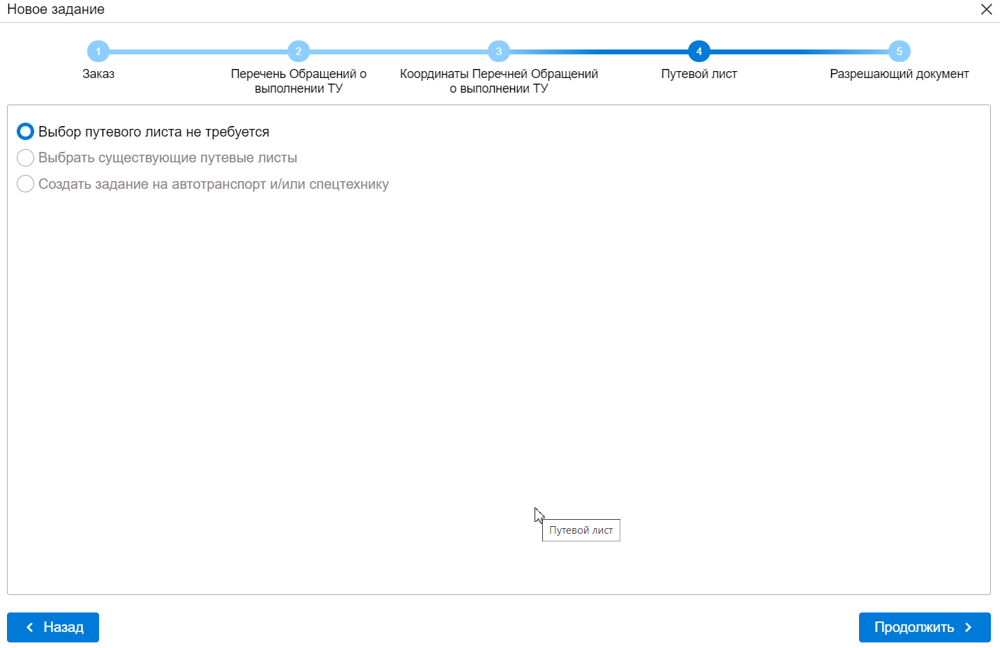 Новое задание
1
2
3
4
5
Заказ
Перечень Обращений о
выполнении ТУ
Координаты Перечней Обращений
о выполнении ТУ
Путевой лист
Разрешающий документ
Выбор путевого листа не требуется
Выбрать существующие путевые листы
Создать задание на автотранспорт и/или спецтехнику
Путевой лист
Назад
Продолжить